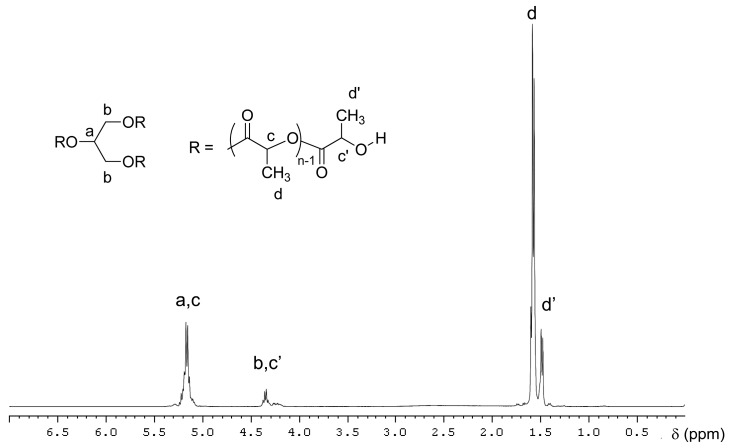 d
d'
b
CH3
O
a
OR
O
H
RO
R =
c
O
n-1
c'
OR
CH3
O
b
d
a,c
d'
b,c'
6.5 6.0 5.5 5.0 4.5 4.0 3.5 3.0 2.5 2.0 1.5 1.0 0.5 δ (ppm)